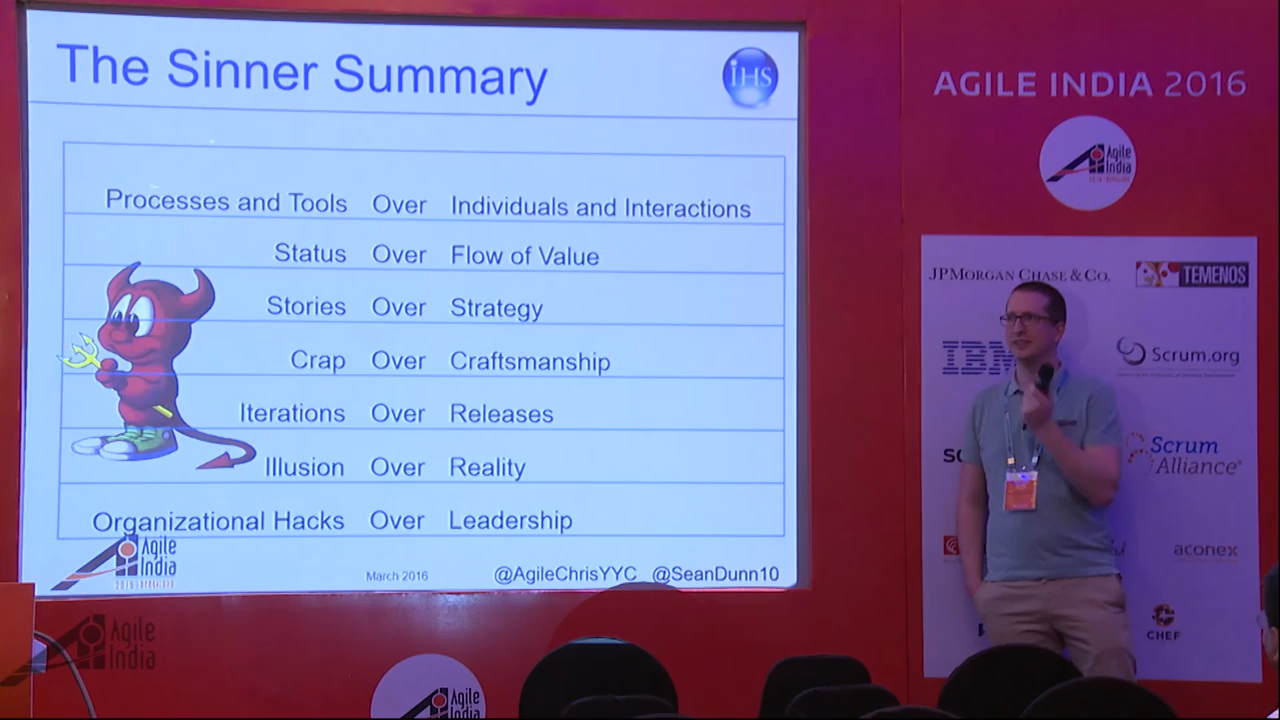 The Sinner Summary
iHS
Processes and Tools Over Individuals and Interactions
Status Over Flow of Value
Stories Over Strategy
Crap Over Craftsmanship
Iterations Over Releases
Illusion Over Reality
Organizational Hacks Over Leadership
Agile
India
March 2016 @AgileChrisYYC @SeanDunn10
Agile
India
Agile
India
AGILE INDIA 2016
Agile
India
JPMORGAN CHASE & CO. TEMENOS
IBM Scrum.org
Scrum
Alliance
aconex
CHEF